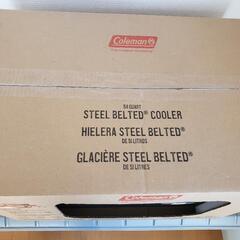 Coleman
54 QUART
STEEL BELTED® COOLER
HIELERA STEEL BELTED®
DE 51 LITROS
GLACIÈRE STEEL BELTED®
DE 51 LITRES